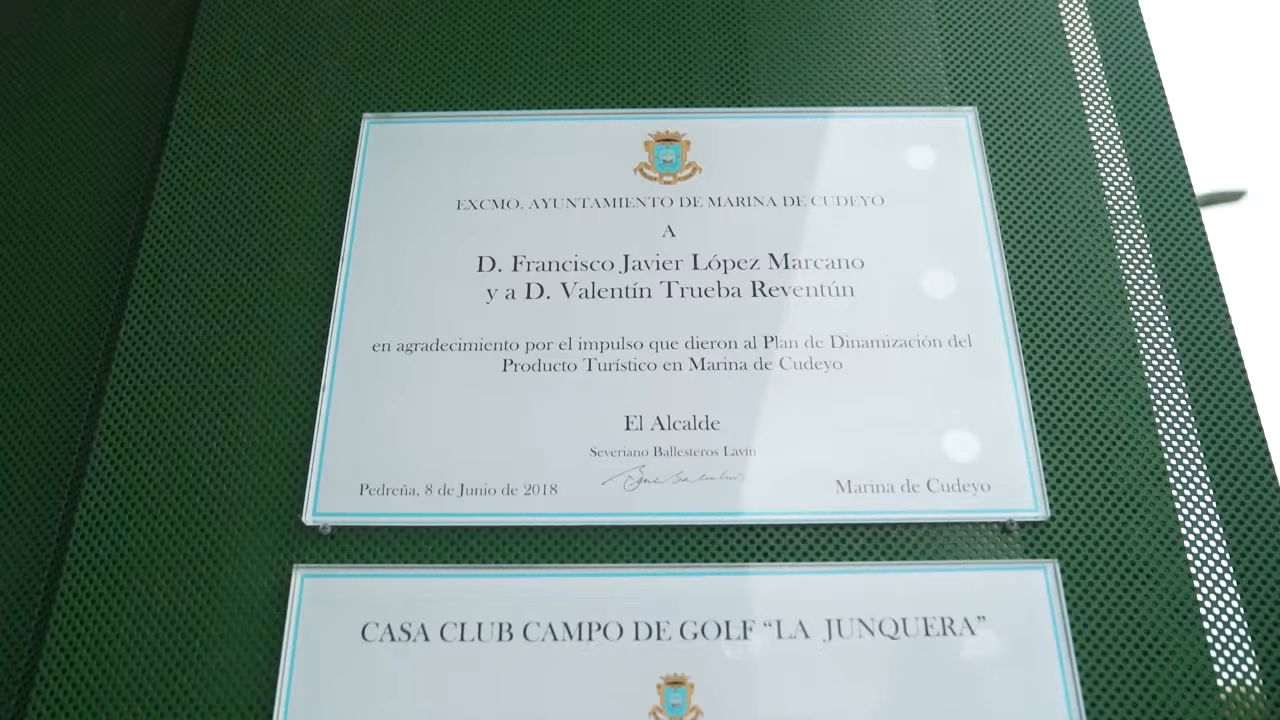 EXCMO. AYUNTAMIENTO DE MARINA DE CUDEYO
A
D. Francisco Javier López Marcano
y a D. Valentín Trueba Reventún
en agradecimiento por el impulso que dieron al Plan de Dinamización del
Producto Turístico en Marina de Cudeyo
El Alcalde
Severiano Ballesteros Lavín
Pedreña, 8 de Junio de 2018
Marina de Cudeyo
CASA CLUB CAMPO DE GOLF “LA JUNQUERA”